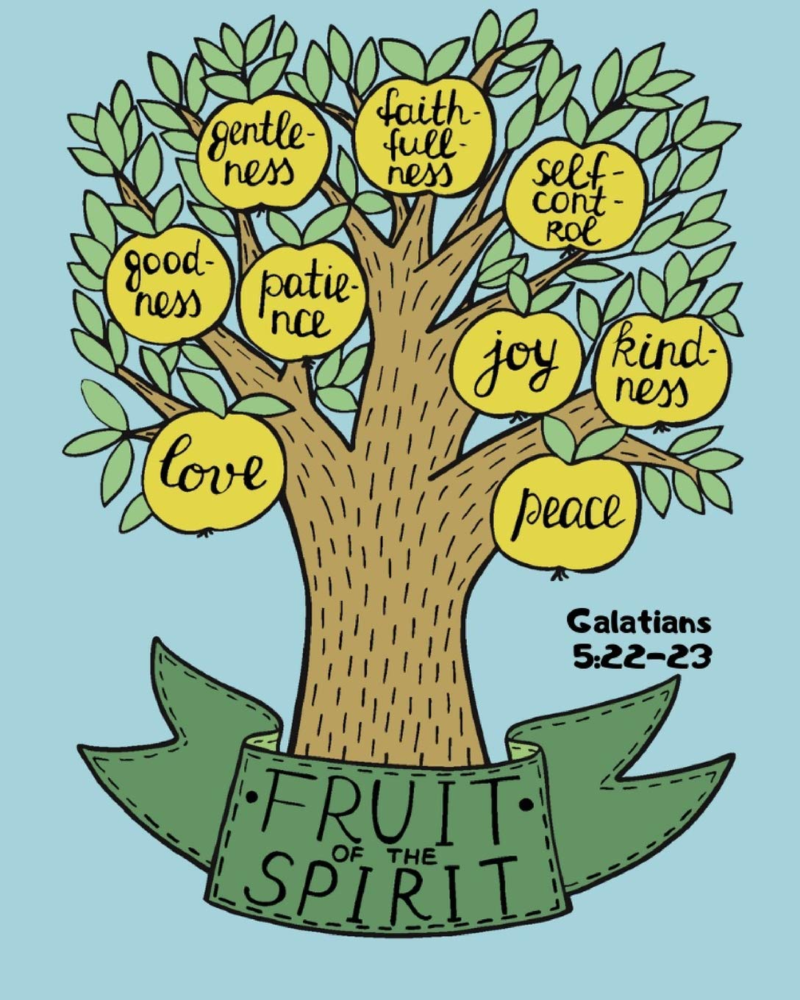 gentle-
ness
faith-
full-
ness
self-
cont-
ROL
good-
ness
patie-
nce
joy
kind-
ness
love
peace
Galatians
5:22-23
• FRUIT •
OF THE
SPIRIT